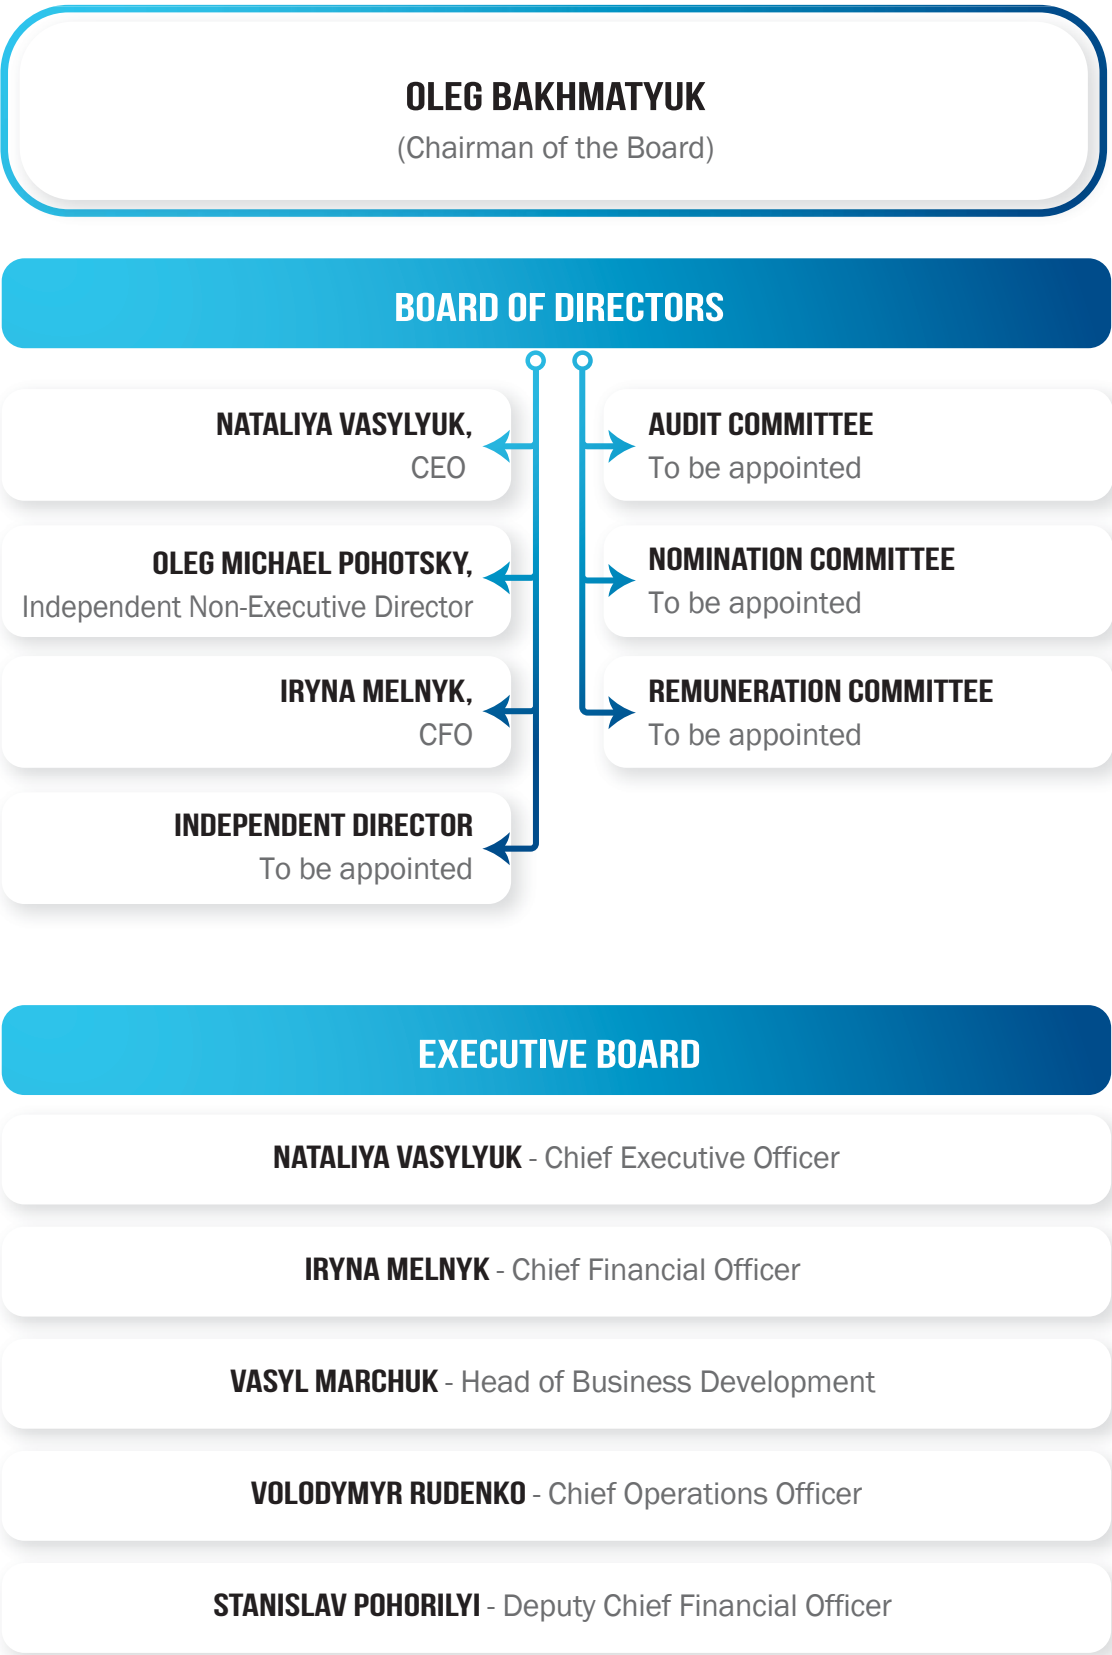 OLEG BAKHMATYUK
(Chairman of the Board)
BOARD OF DIRECTORS
NATALIYA VASYLYUK,
CEO
OLEG MICHAEL POHOTSKY,
Independent Non-Executive Director
IRYNA MELNYK,
CFO
INDEPENDENT DIRECTOR
To be appointed
AUDIT COMMITTEE
To be appointed
NOMINATION COMMITTEE
To be appointed
REMUNERATION COMMITTEE
To be appointed
EXECUTIVE BOARD
NATALIYA VASYLYUK - Chief Executive Officer
IRYNA MELNYK - Chief Financial Officer
VASYL MARCHUK - Head of Business Development
VOLODYMYR RUDENKO - Chief Operations Officer
STANISLAV POHORILYI - Deputy Chief Financial Officer